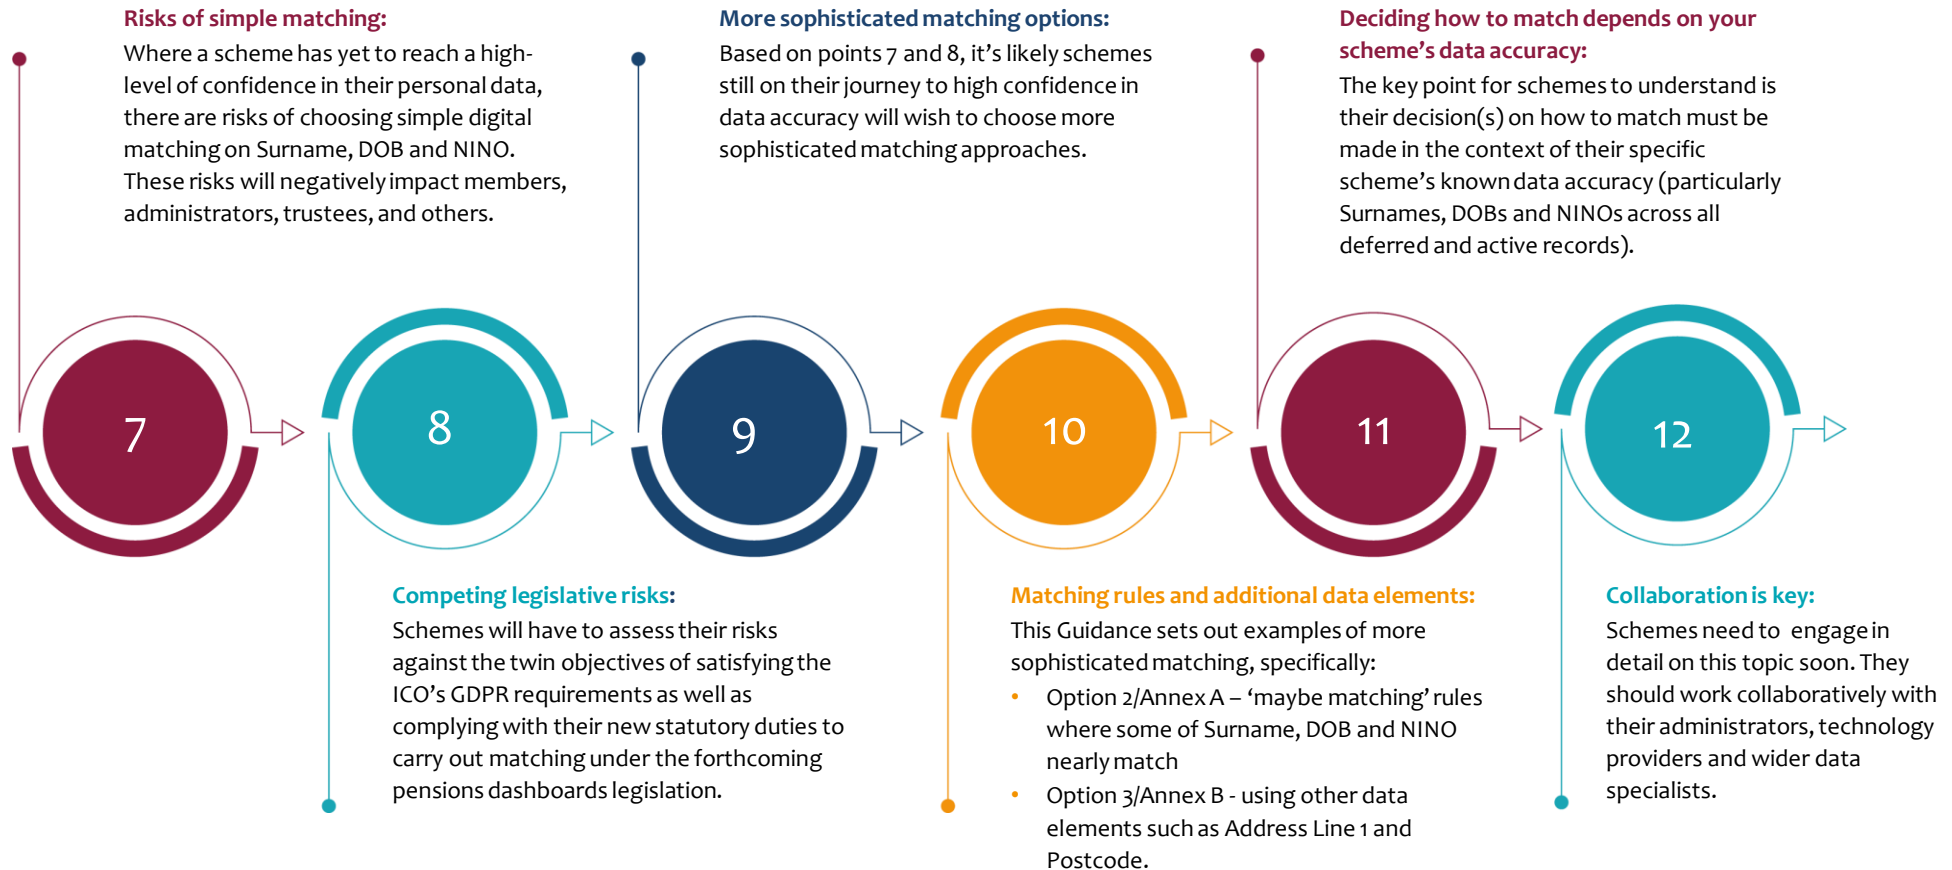 Risks of simple matching:
Where a scheme has yet to reach a high-
level of confidence in their personal data,
there are risks of choosing simple digital
matching on Surname, DOB and NINO.
These risks will negatively impact members,
administrators, trustees, and others.
7
Competing legislative risks:
Schemes will have to assess their risks
against the twin objectives of satisfying the
ICO's GDPR requirements as well as
complying with their new statutory duties to
carry out matching under the forthcoming
pensions dashboards legislation.
8
More sophisticated matching options:
Based on points 7 and 8, it's likely schemes
still on their journey to high confidence in
data accuracy will wish to choose more
sophisticated matching approaches.
9
Matching rules and additional data elements:
This Guidance sets out examples of more
sophisticated matching, specifically:
• Option 2/Annex A – 'maybe matching' rules
where some of Surname, DOB and NINO
nearly match
• Option 3/Annex B - using other data
elements such as Address Line 1 and
Postcode.
10
Deciding how to match depends on your
scheme's data accuracy:
The key point for schemes to understand is
their decision(s) on how to match must be
made in the context of their specific
scheme's known data accuracy (particularly
Surnames, DOBs and NINOs across all
deferred and active records).
11
Collaboration is key:
Schemes need to engage in
detail on this topic soon. They
should work collaboratively with
their administrators, technology
providers and wider data
specialists.
12